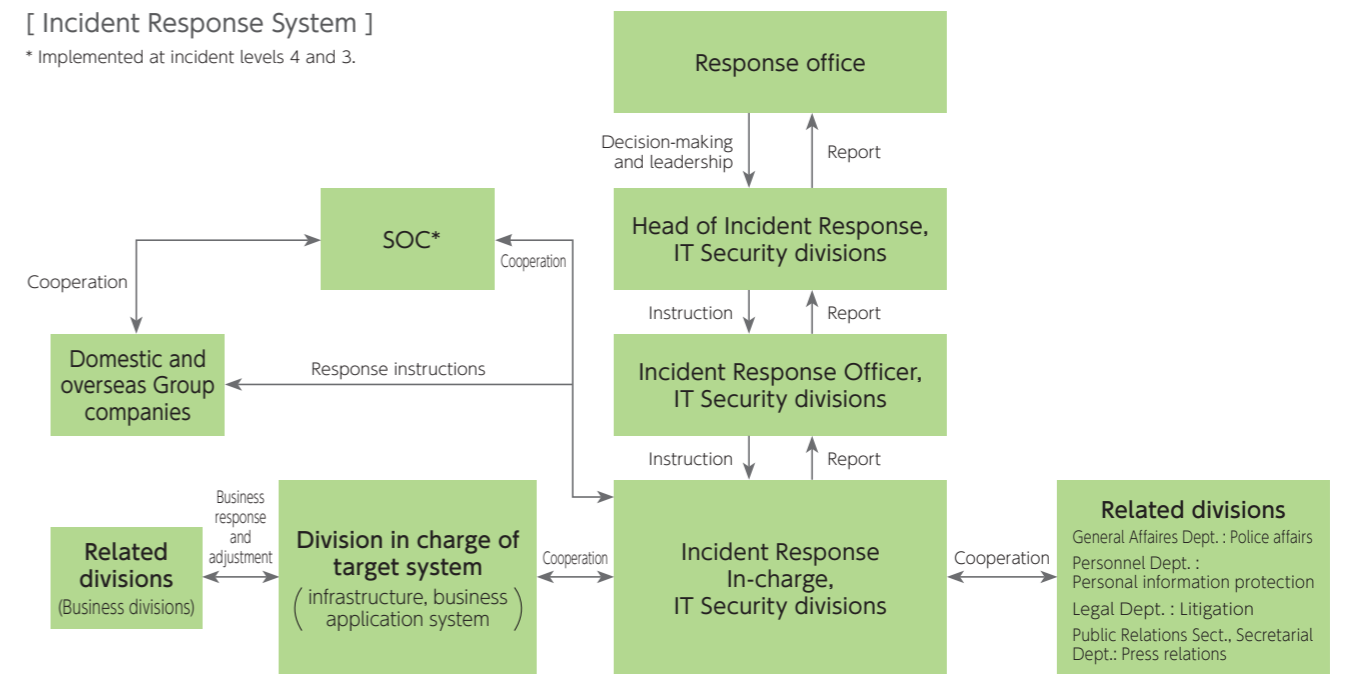 [ Incident Response System ]
* Implemented at incident levels 4 and 3.
Response office
Decision-making
and leadership
Report
SOC*
Cooperation
Cooperation
Head of Incident Response,
IT Security divisions
Instruction
Report
Domestic and
overseas Group
companies
Response instructions
Incident Response Officer,
IT Security divisions
Instruction
Report
Related
divisions
(Business divisions)
Business
response
and
adjustment
Division in charge of
target system
(infrastructure, business
application system)
Cooperation
Incident Response
In-charge,
IT Security divisions
Cooperation
Related divisions
General Affaires Dept. : Police affairs
Personnel Dept. :
Personal information protection
Legal Dept. : Litigation
Public Relations Sect., Secretarial
Dept.: Press relations